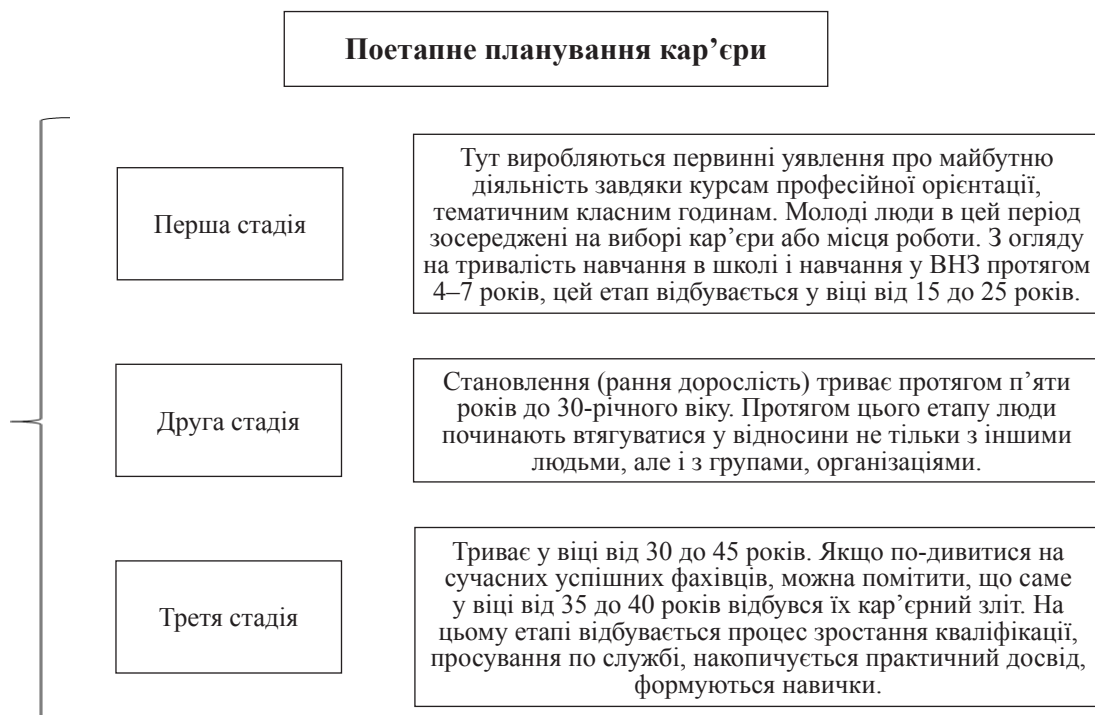 Поетапне планування кар’єри
Перша стадія
Тут виробляються первинні уявлення про майбутню
діяльність завдяки курсам професійної орієнтації,
тематичним класним годинам. Молоді люди в цей період
зосереджені на виборі кар’єри або місця роботи. З огляду
на тривалість навчання в школі і навчання у ВНЗ протягом
4–7 років, цей етап відбувається у віці від 15 до 25 років.
Друга стадія
Становлення (рання дорослість) триває протягом п’яти
років до 30-річного віку. Протягом цього етапу люди
починають втягуватися у відносини не тільки з іншими
людьми, але і з групами, організаціями.
Третя стадія
Триває у віці від 30 до 45 років. Якщо по-дивитися на
сучасних успішних фахівців, можна помітити, що саме
у віці від 35 до 40 років відбувся їх кар’єрний зліт. На
цьому етапі відбувається процес зростання кваліфікації,
просування по службі, накопичується практичний досвід,
формуються навички.